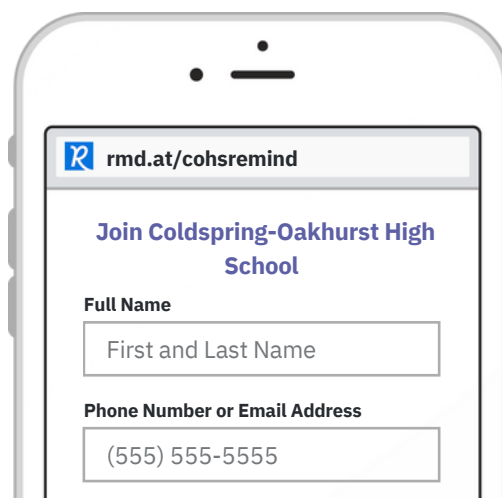 rmd.at/cohsremind
Join Coldspring-Oakhurst High
School
Full Name
First and Last Name
Phone Number or Email Address
(555) 555-5555